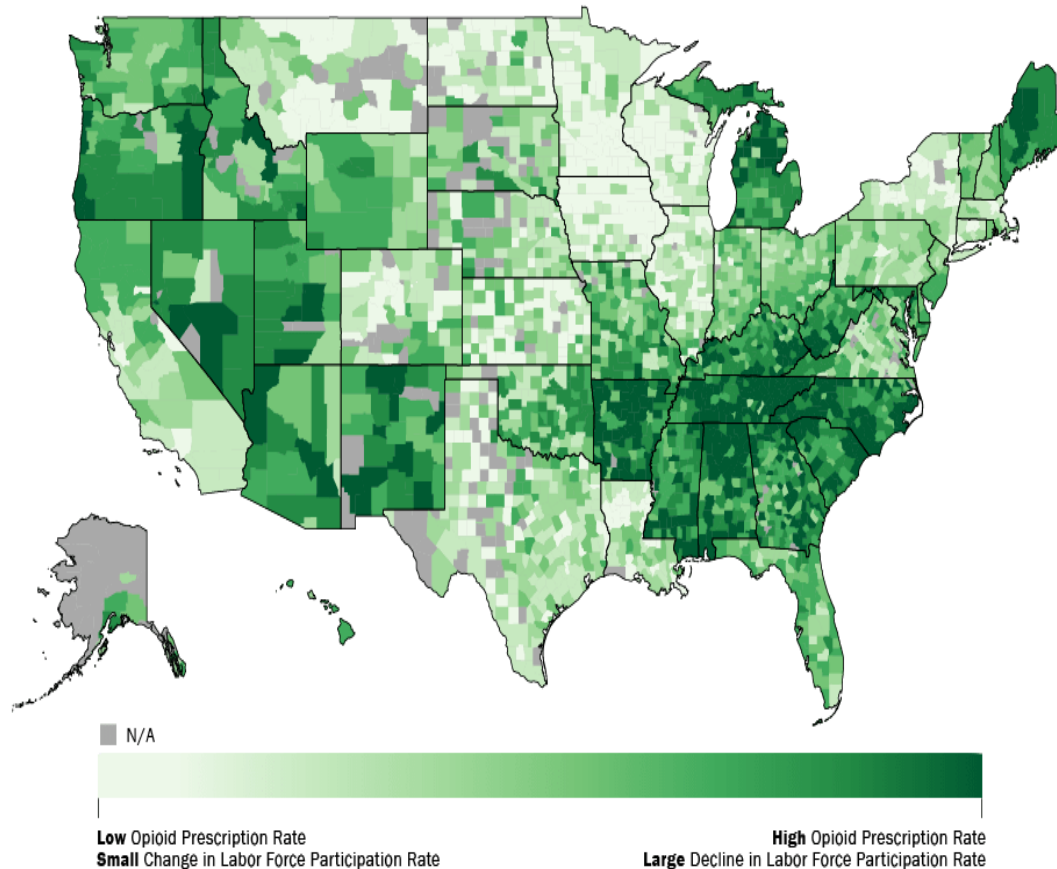 N/A
Low Opioid Prescription Rate
Small Change in Labor Force Participation Rate
High Opioid Prescription Rate
Large Decline in Labor Force Participation Rate